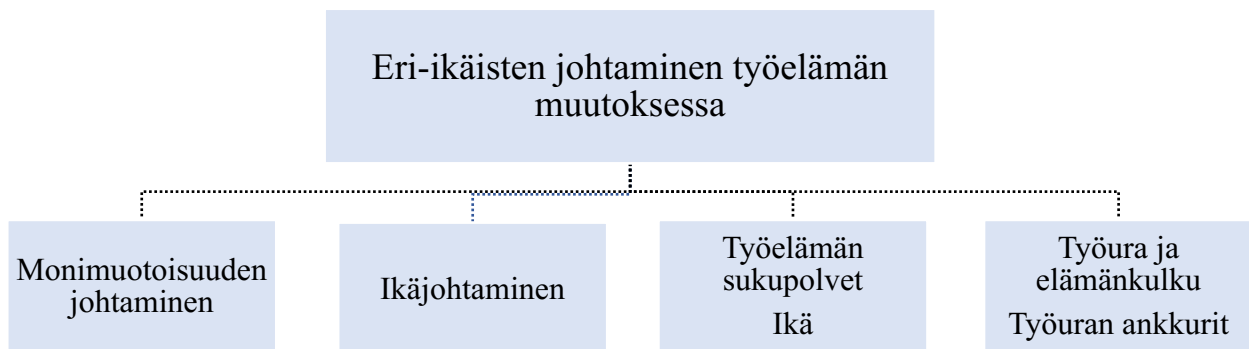 Eri-ikäisten johtaminen työelämän
muutoksessa
Monimuotoisuuden
johtaminen
Ikäjohtaminen
Työelämän
sukupolvet
Ikä
Työura ja
elämänkulku
Työuran ankkurit